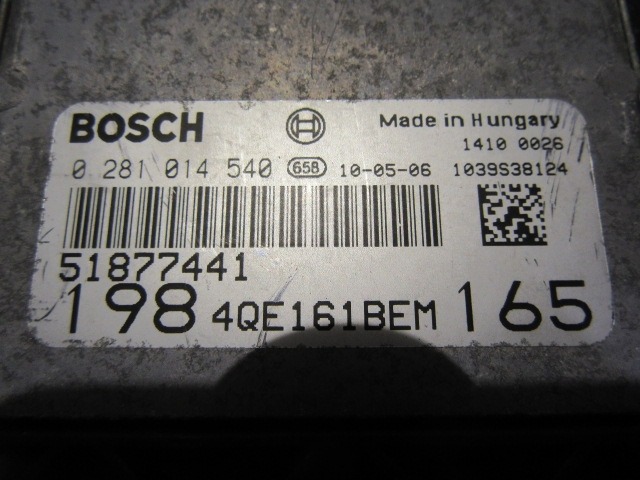 BOSCH Made in Hungary
1410 0026
0 281 014 540 658 10-05-06 1039S38124
51877441
198 4QE161BEM 165